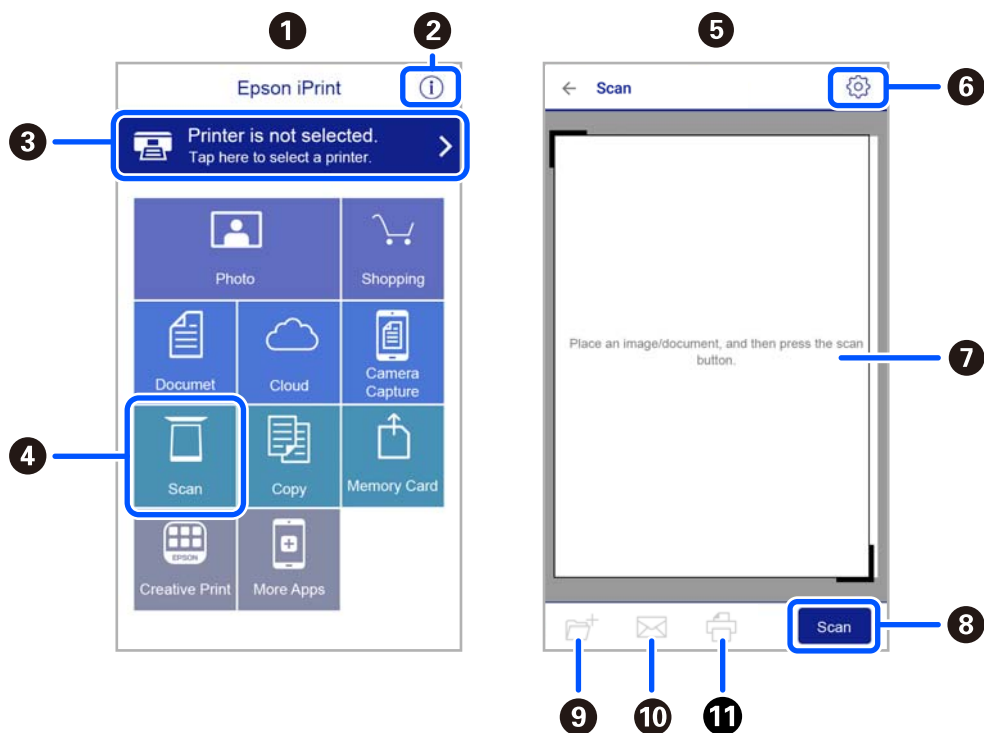 1
2
5
Epson iPrint
i
Scan
6
3
Printer is not selected.
Tap here to select a printer.
Photo
Shopping
Place an image/document, and then press the scan
button.
7
Documet
Cloud
Camera
Capture
4
Scan
Copy
Memory Card
EPSON
Creative Print
More Apps
Scan
8
9
10
11